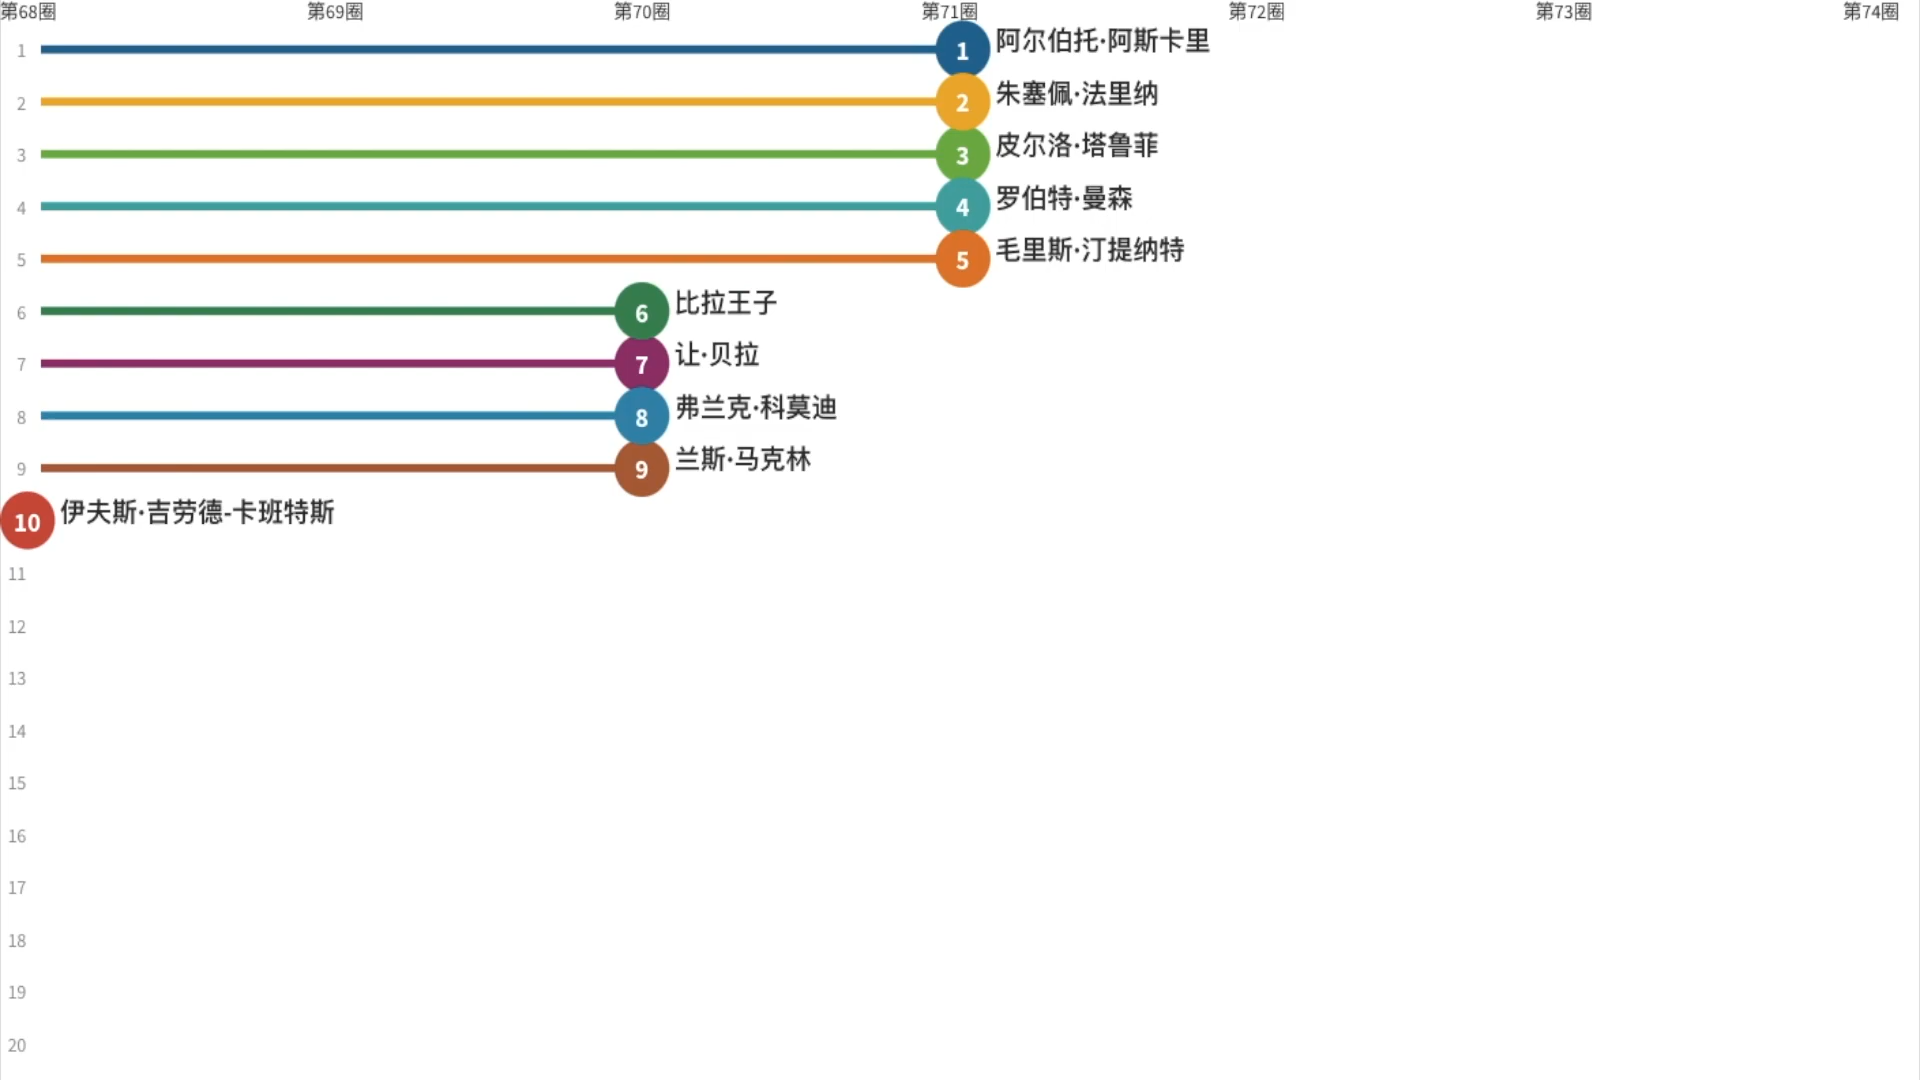 第68圈 第69圈 第70圈 第71圈 第72圈 第73圈 第74圈
1 1 阿尔伯托·阿斯卡里
2 2 朱塞佩·法里纳
3 3 皮尔洛·塔鲁菲
4 4 罗伯特·曼森
5 5 毛里斯·汀提纳特
6 6 比拉王子
7 7 让·贝拉
8 8 弗兰克·科莫迪
9 9 兰斯·马克林
10 伊夫斯·吉劳德-卡班特斯
11
12
13
14
15
16
17
18
19
20